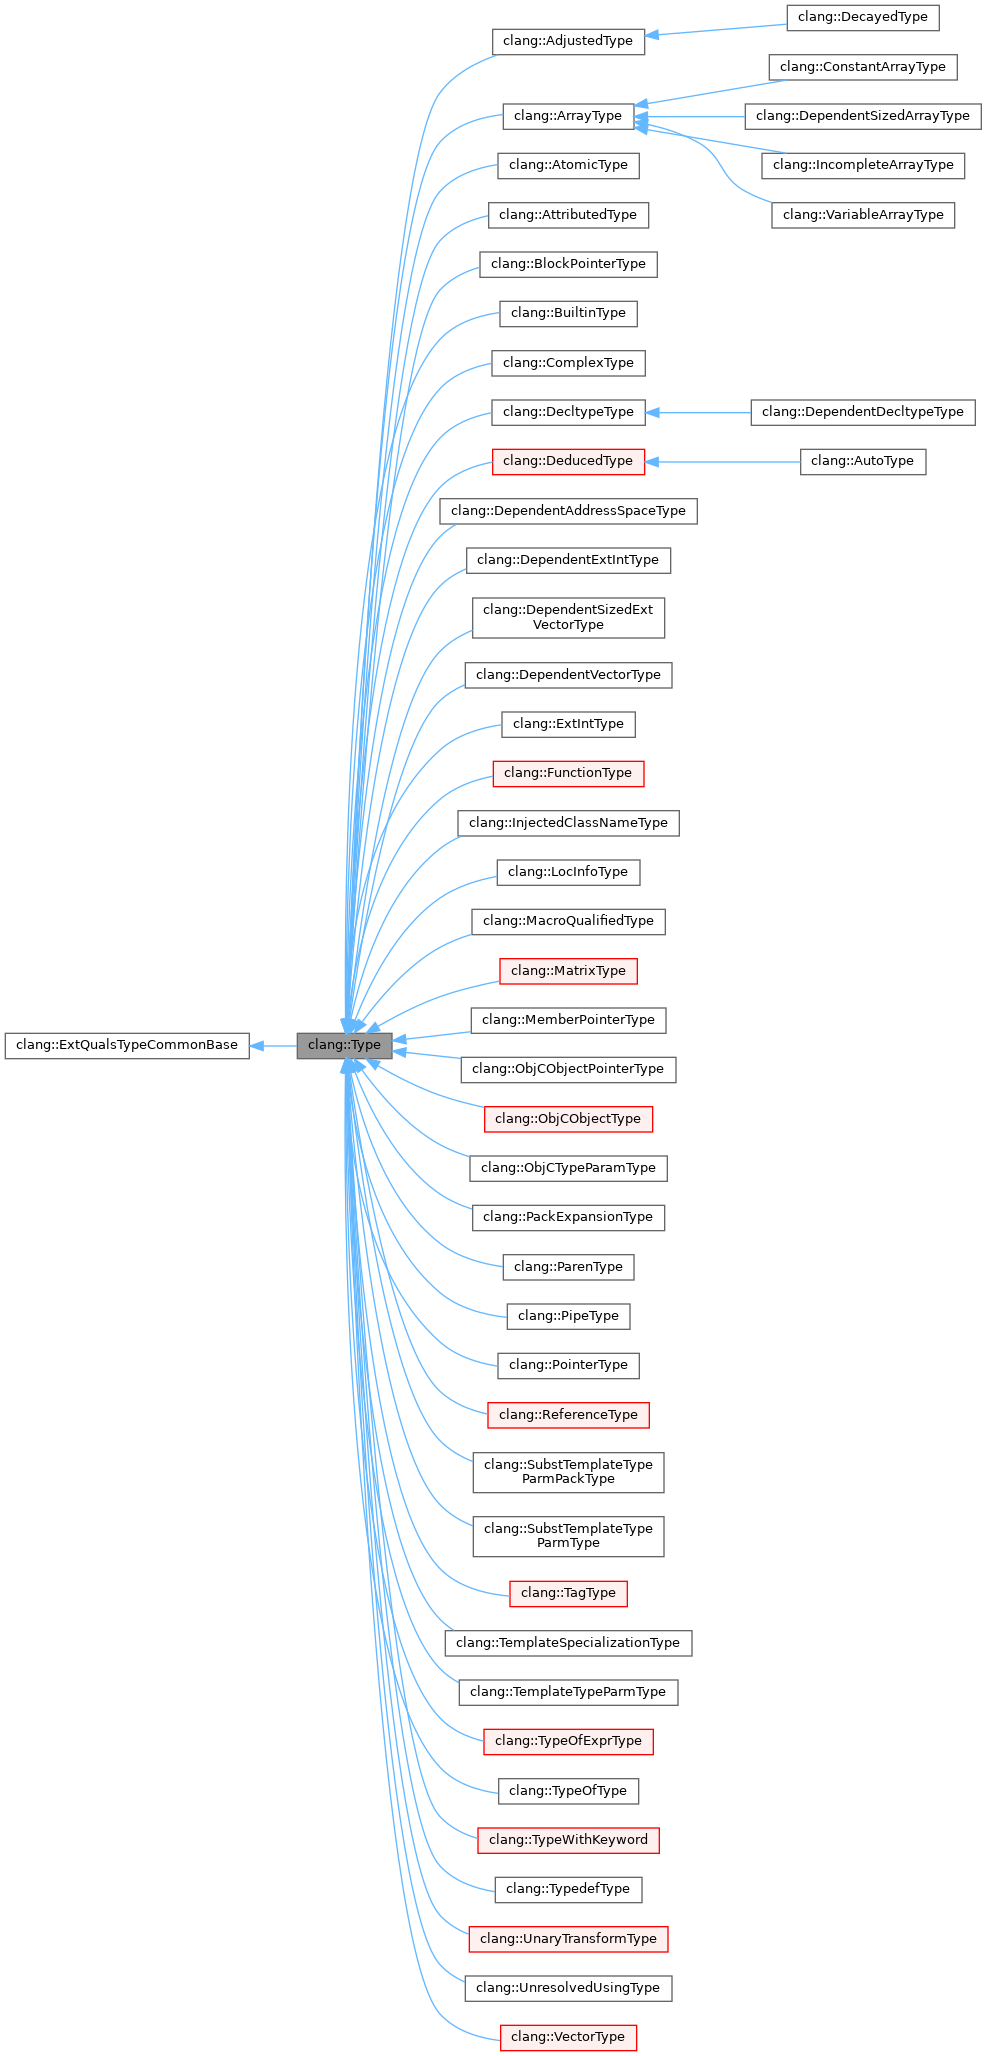 clang::DecayedType
clang::AdjustedType
clang::ConstantArrayType
clang::ArrayType
clang::DependentSizedArrayType
clang::AtomicType
clang::IncompleteArrayType
clang::AttributedType
clang::VariableArrayType
clang::BlockPointerType
clang::BuiltinType
clang::ComplexType
clang::DecltypeType
clang::DependentDecltypeType
clang::DeducedType
clang::AutoType
clang::DependentAddressSpaceType
clang::DependentExtIntType
clang::DependentSizedExt
VectorType
clang::DependentVectorType
clang::ExtIntType
clang::FunctionType
clang::InjectedClassNameType
clang::LocInfoType
clang::MacroQualifiedType
clang::MatrixType
clang::MemberPointerType
clang::ExtQualsTypeCommonBase
clang::Type
clang::ObjCObjectPointerType
clang::ObjCObjectType
clang::ObjCTypeParamType
clang::PackExpansionType
clang::ParenType
clang::PipeType
clang::PointerType
clang::ReferenceType
clang::SubstTemplateType
ParmPackType
clang::SubstTemplateType
ParmType
clang::TagType
clang::TemplateSpecializationType
clang::TemplateTypeParmType
clang::TypeOfExprType
clang::TypeOfType
clang::TypeWithKeyword
clang::TypedefType
clang::UnaryTransformType
clang::UnresolvedUsingType
clang::VectorType